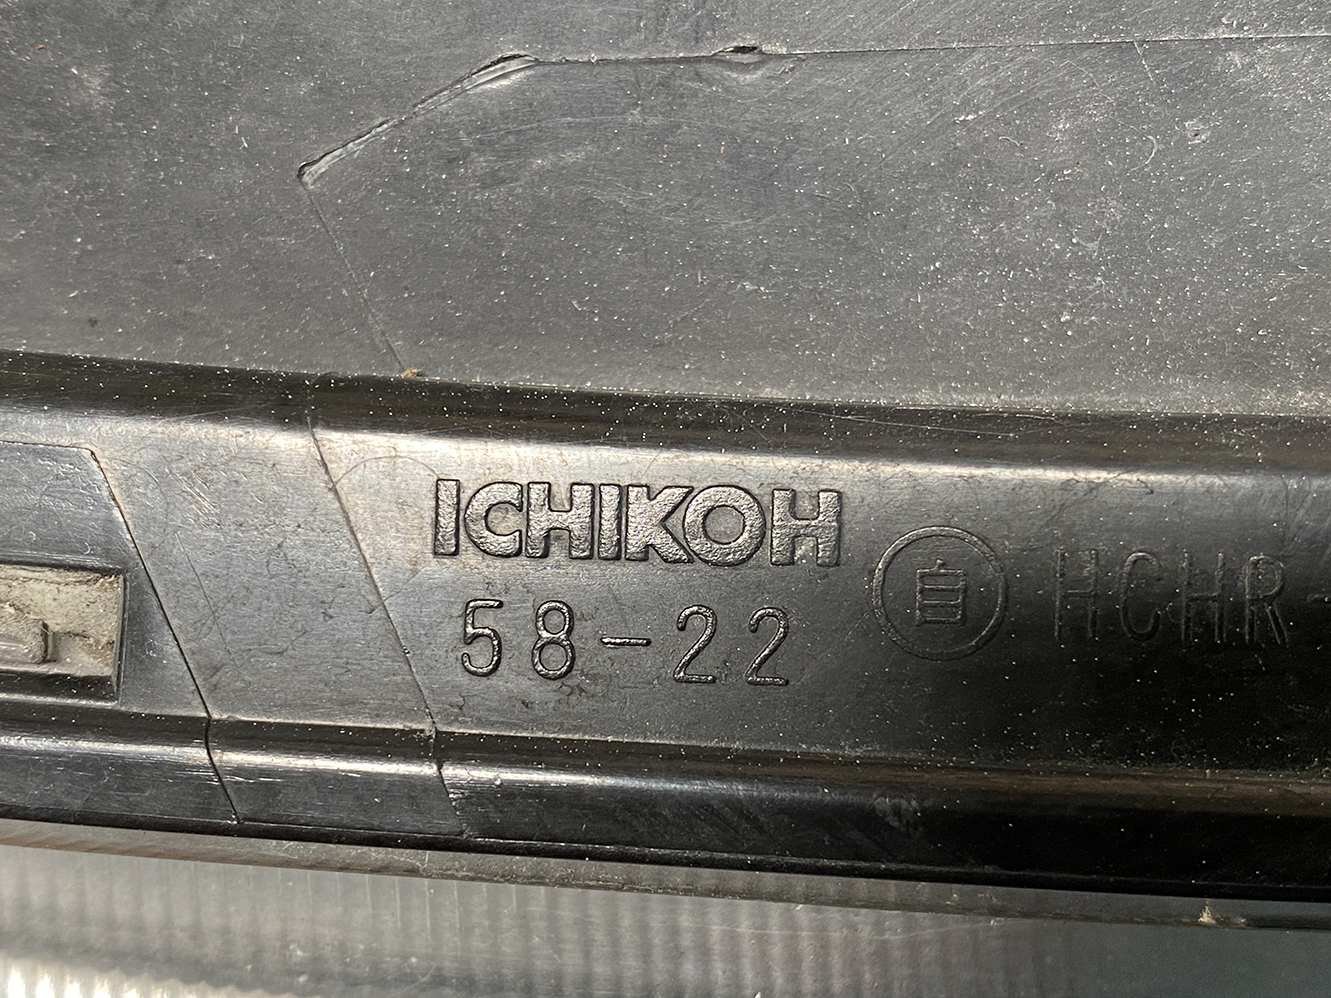 ICHIKOH
58-22
自 HCHR-